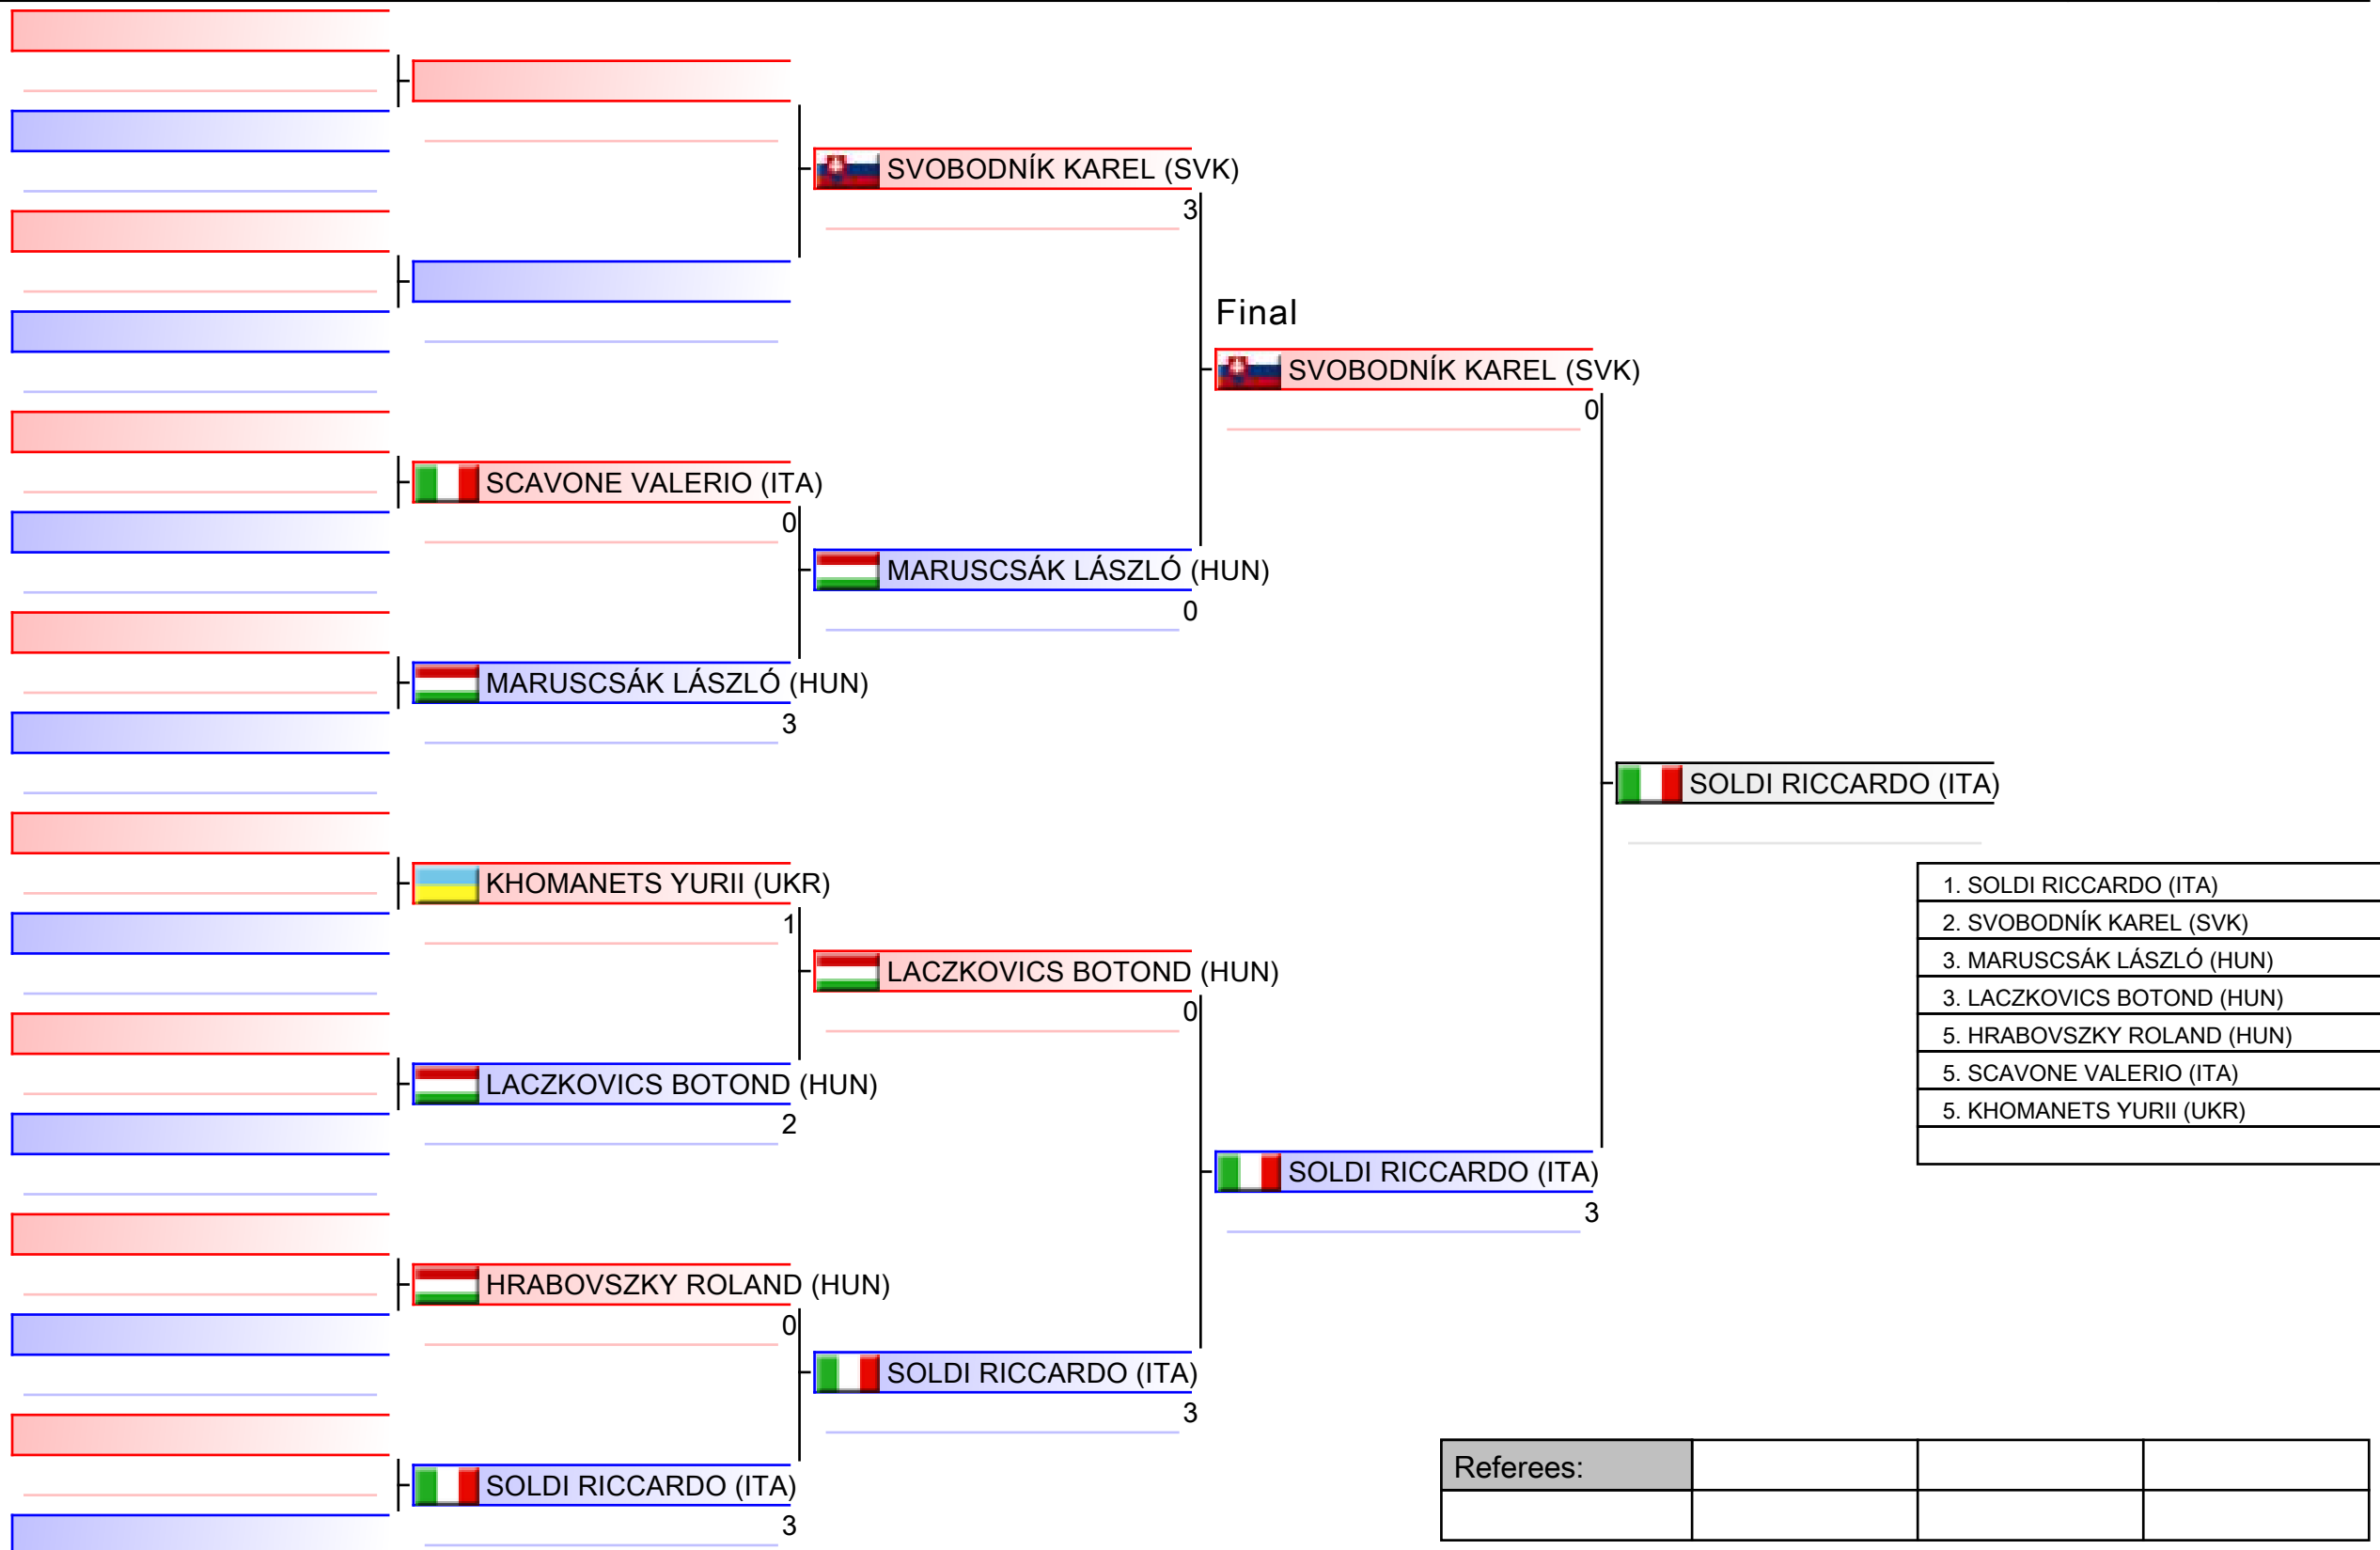 SVOBODNÍK KAREL (SVK)
3
Final
SVOBODNÍK KAREL (SVK)
0
SCAVONE VALERIO (ITA)
0
MARUSCSÁK LÁSZLÓ (HUN)
0
MARUSCSÁK LÁSZLÓ (HUN)
3
SOLDI RICCARDO (ITA)
KHOMANETS YURII (UKR)
1
LACZKOVICS BOTOND (HUN)
0
LACZKOVICS BOTOND (HUN)
2
SOLDI RICCARDO (ITA)
3
HRABOVSZKY ROLAND (HUN)
0
SOLDI RICCARDO (ITA)
3
SOLDI RICCARDO (ITA)
3
1. SOLDI RICCARDO (ITA)
2. SVOBODNÍK KAREL (SVK)
3. MARUSCSÁK LÁSZLÓ (HUN)
3. LACZKOVICS BOTOND (HUN)
5. HRABOVSZKY ROLAND (HUN)
5. SCAVONE VALERIO (ITA)
5. KHOMANETS YURII (UKR)
Referees: